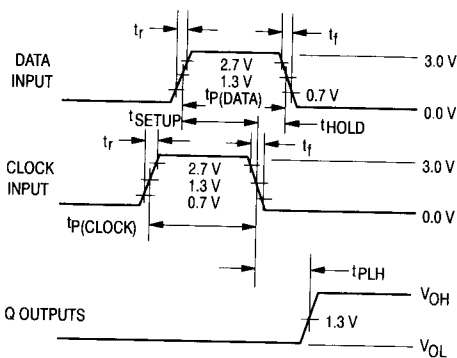 tr
tf
DATA
INPUT
2.7 V
1.3 V
3.0 V
tP(DATA)
0.7 V
0.0 V
tSETUP
tHOLD
tr
tf
CLOCK
INPUT
2.7 V
1.3 V
0.7 V
3.0 V
0.0 V
tP(CLOCK)
tPLH
Q OUTPUTS
VOH
1.3 V
VOL